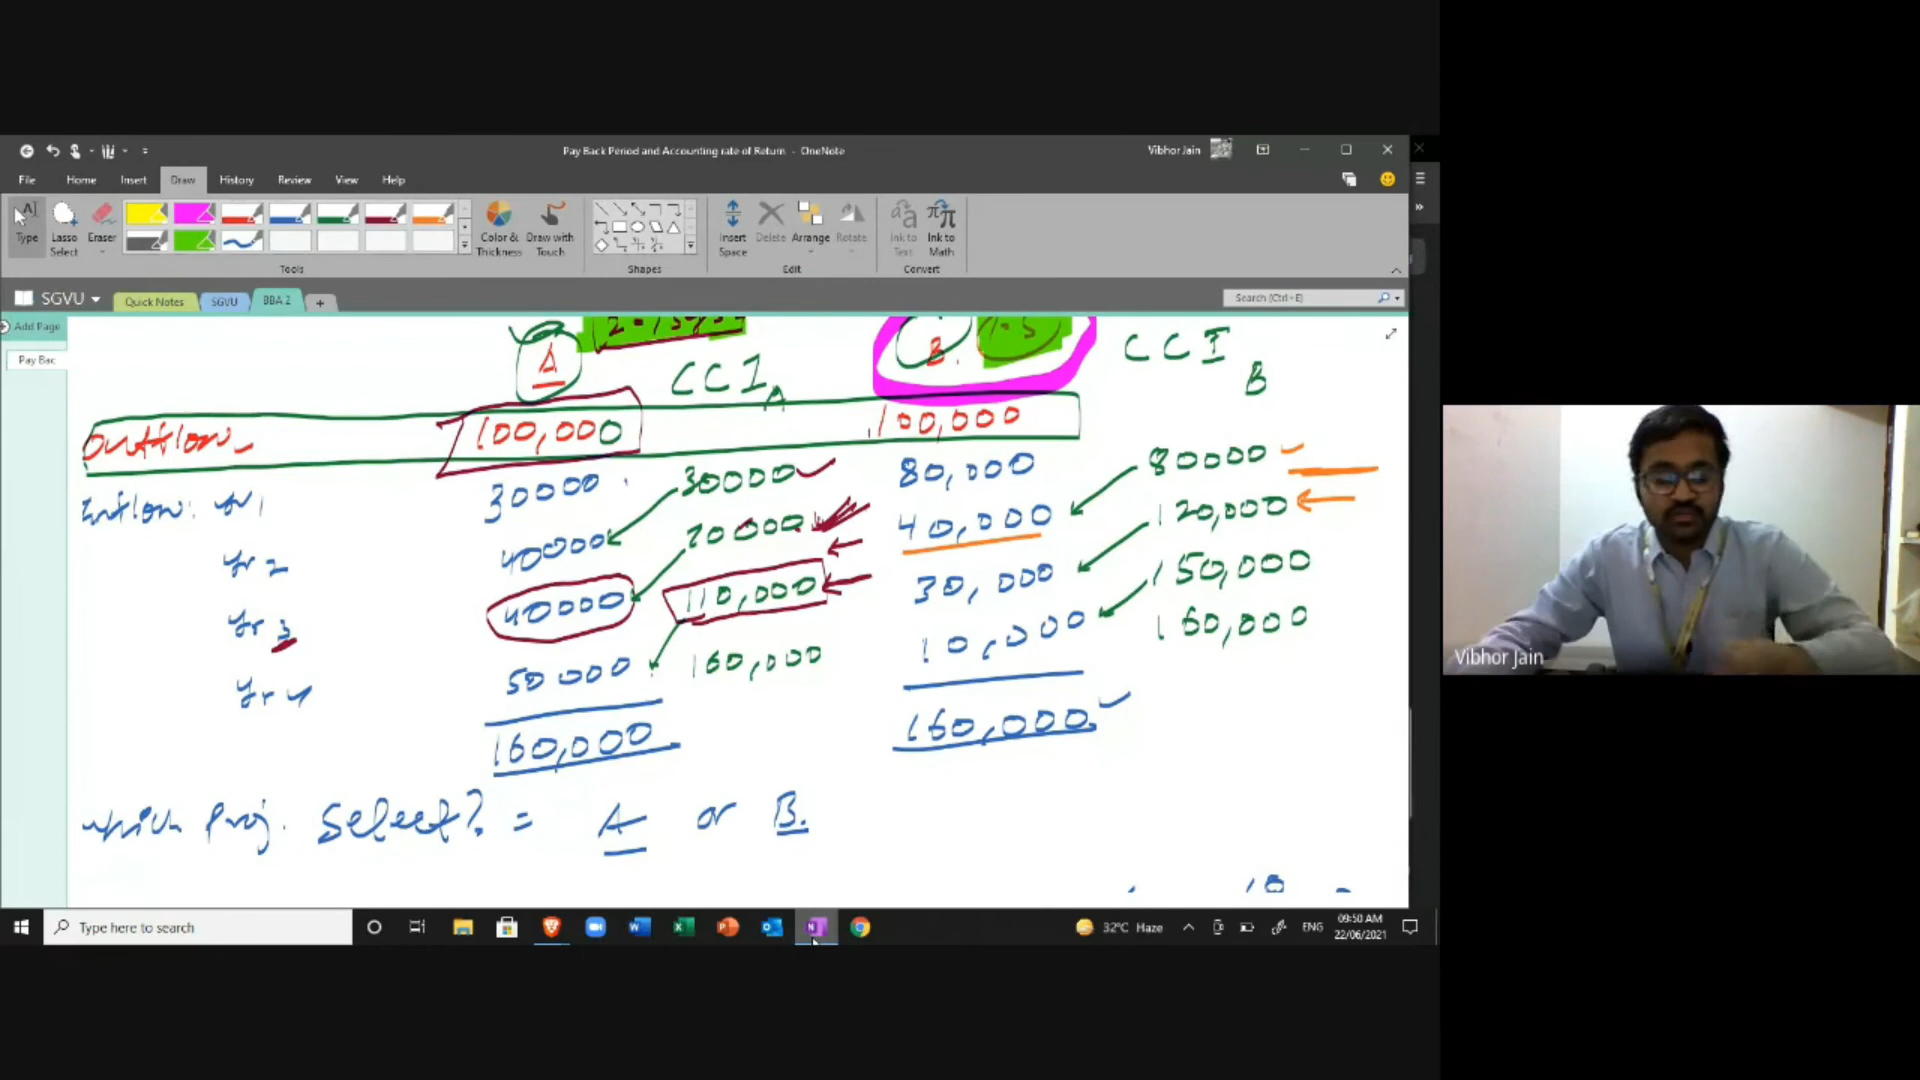 Pay Back Period and Accounting rate of Return - OneNote
Vibhor Jain
File Home Insert Draw History Review View Help
Type
Lasso Select
Eraser
Color & Thickness
Draw with Touch
Insert Space
Delete
Arrange
Rotate
Ink to Text
Ink to Math
Tools
Shapes
Edit
Convert
SGVU
Quick Notes
SGVU
BBA 2
Search (Ctrl+E)
Add Page
Pay Bac
A
CCI A
B.
CCI B
Outflow 100,000 100,000
Inflow: Yr 1 30000 30000 80,000 80000
Yr 2 40000 70000 40,000 120,000
Yr 3 40000 110,000 30,000 150,000
Yr 4 50000 160,000 10,000 160,000
160,000 160,000
which Proj. Select? = A or B.
Type here to search
32°C Haze
ENG
09:50 AM
22/06/2021
Vibhor Jain